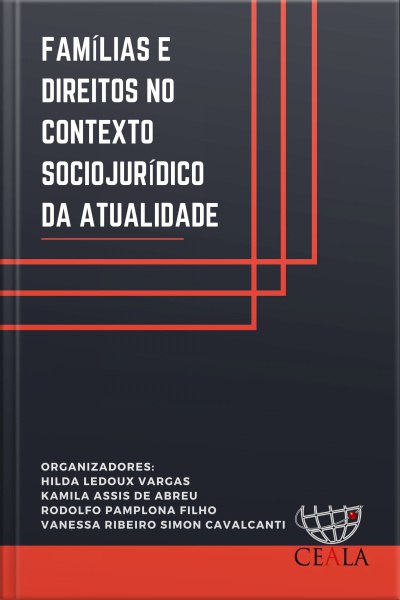 FAMÍLIAS E
DIREITOS NO
CONTEXTO
SOCIOJURÍDICO
DA ATUALIDADE
ORGANIZADORES:
HILDA LEDOUX VARGAS
KAMILA ASSIS DE ABREU
RODOLFO PAMPLONA FILHO
VANESSA RIBEIRO SIMON CAVALCANTI
CEALA